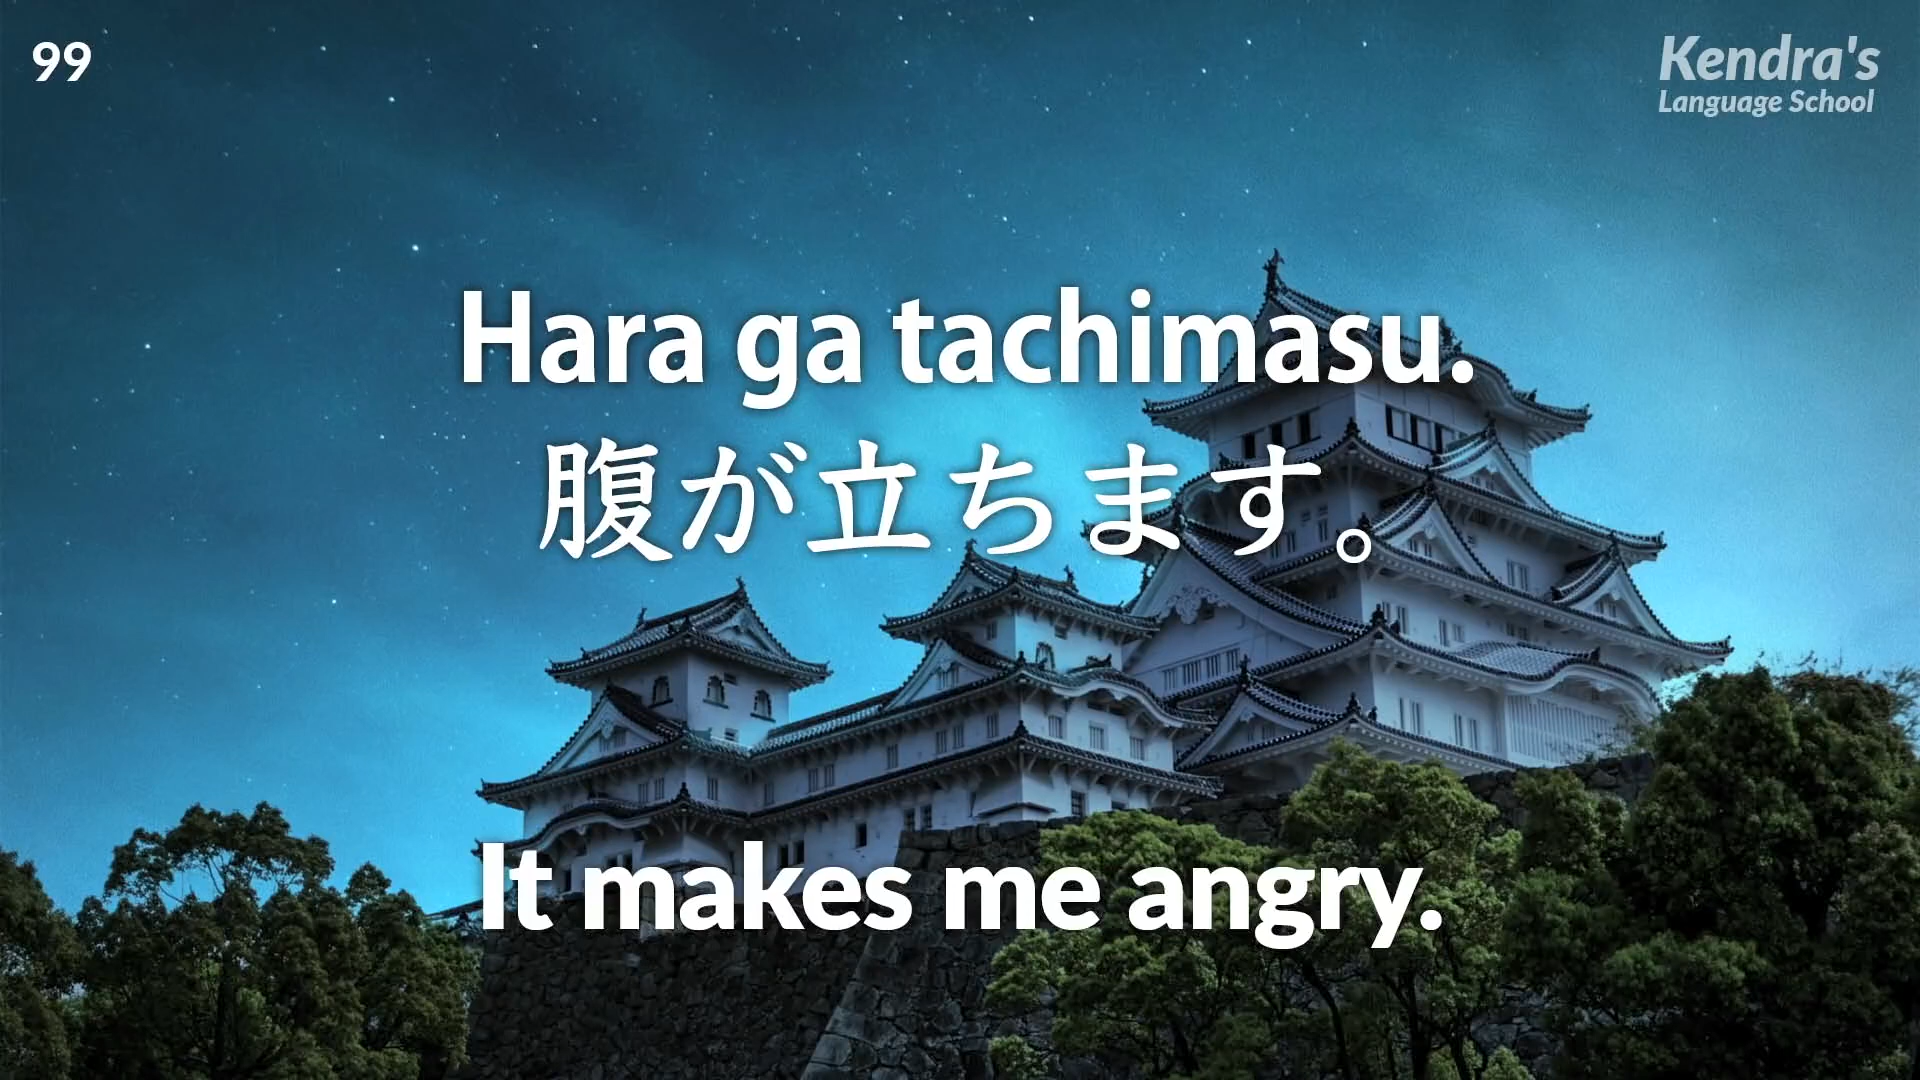 99
Kendra's
Language School
Hara ga tachimasu.
腹が立ちます。
It makes me angry.